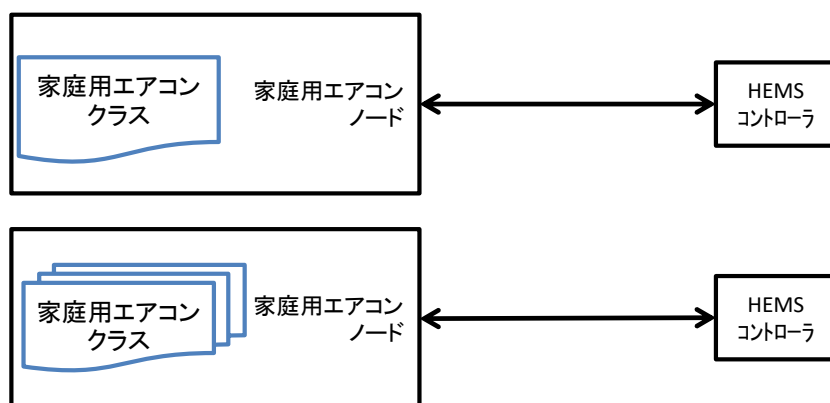 家庭用エアコン
クラス
家庭用エアコン
ノード
HEMS
コントローラ
家庭用エアコン
クラス
家庭用エアコン
ノード
HEMS
コントローラ